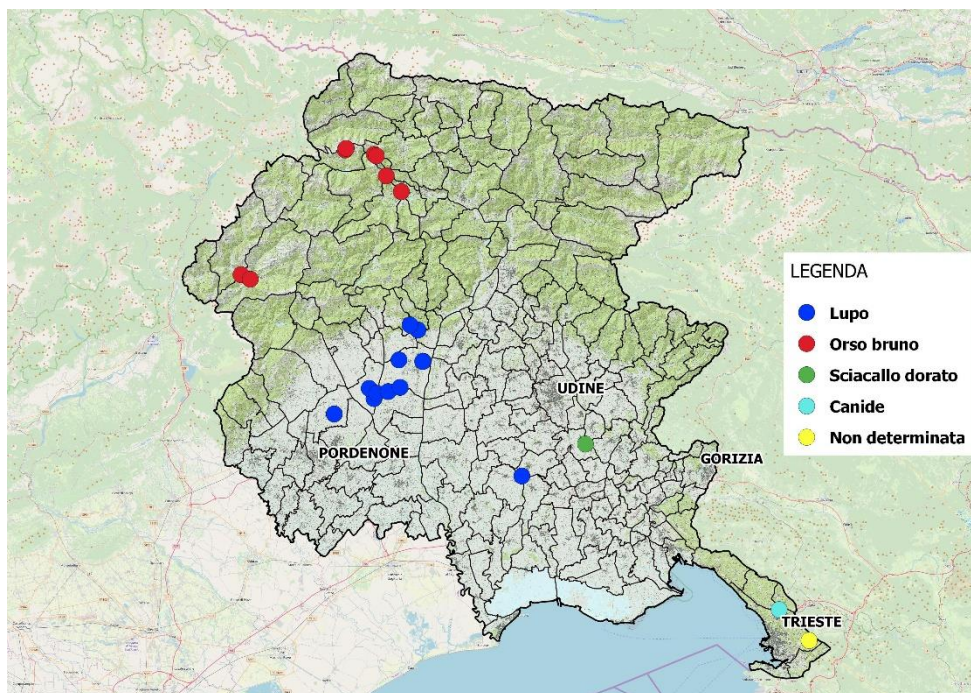 LEGENDA
Lupo
Orso bruno
UDINE
Sciacallo dorato
Canide
PORDENONE
GORIZIA
Non determinata
TRIESTE